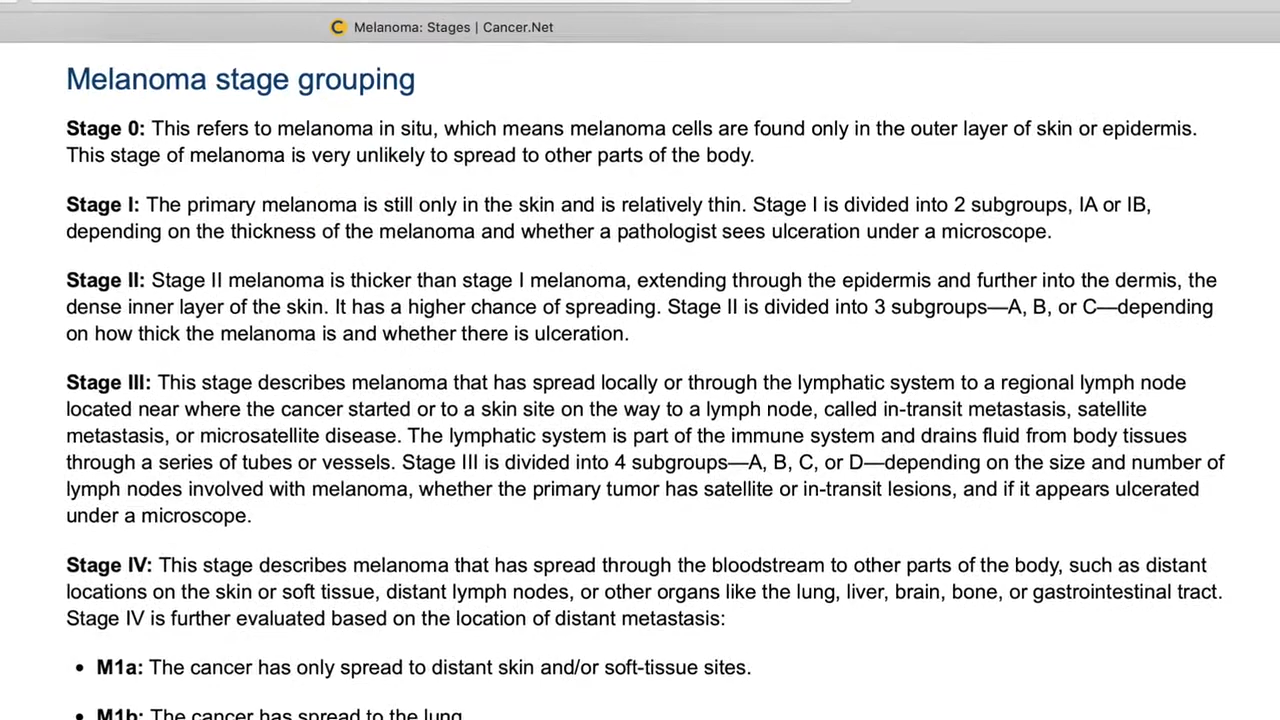 Melanoma: Stages | Cancer.Net
Melanoma stage grouping
Stage 0: This refers to melanoma in situ, which means melanoma cells are found only in the outer layer of skin or epidermis.
This stage of melanoma is very unlikely to spread to other parts of the body.
Stage I: The primary melanoma is still only in the skin and is relatively thin. Stage I is divided into 2 subgroups, IA or IB,
depending on the thickness of the melanoma and whether a pathologist sees ulceration under a microscope.
Stage II: Stage II melanoma is thicker than stage I melanoma, extending through the epidermis and further into the dermis, the
dense inner layer of the skin. It has a higher chance of spreading. Stage II is divided into 3 subgroups—A, B, or C—depending
on how thick the melanoma is and whether there is ulceration.
Stage III: This stage describes melanoma that has spread locally or through the lymphatic system to a regional lymph node
located near where the cancer started or to a skin site on the way to a lymph node, called in-transit metastasis, satellite
metastasis, or microsatellite disease. The lymphatic system is part of the immune system and drains fluid from body tissues
through a series of tubes or vessels. Stage III is divided into 4 subgroups—A, B, C, or D—depending on the size and number of
lymph nodes involved with melanoma, whether the primary tumor has satellite or in-transit lesions, and if it appears ulcerated
under a microscope.
Stage IV: This stage describes melanoma that has spread through the bloodstream to other parts of the body, such as distant
locations on the skin or soft tissue, distant lymph nodes, or other organs like the lung, liver, brain, bone, or gastrointestinal tract.
Stage IV is further evaluated based on the location of distant metastasis:
• M1a: The cancer has only spread to distant skin and/or soft-tissue sites.
• M1b: The cancer has spread to the lung.